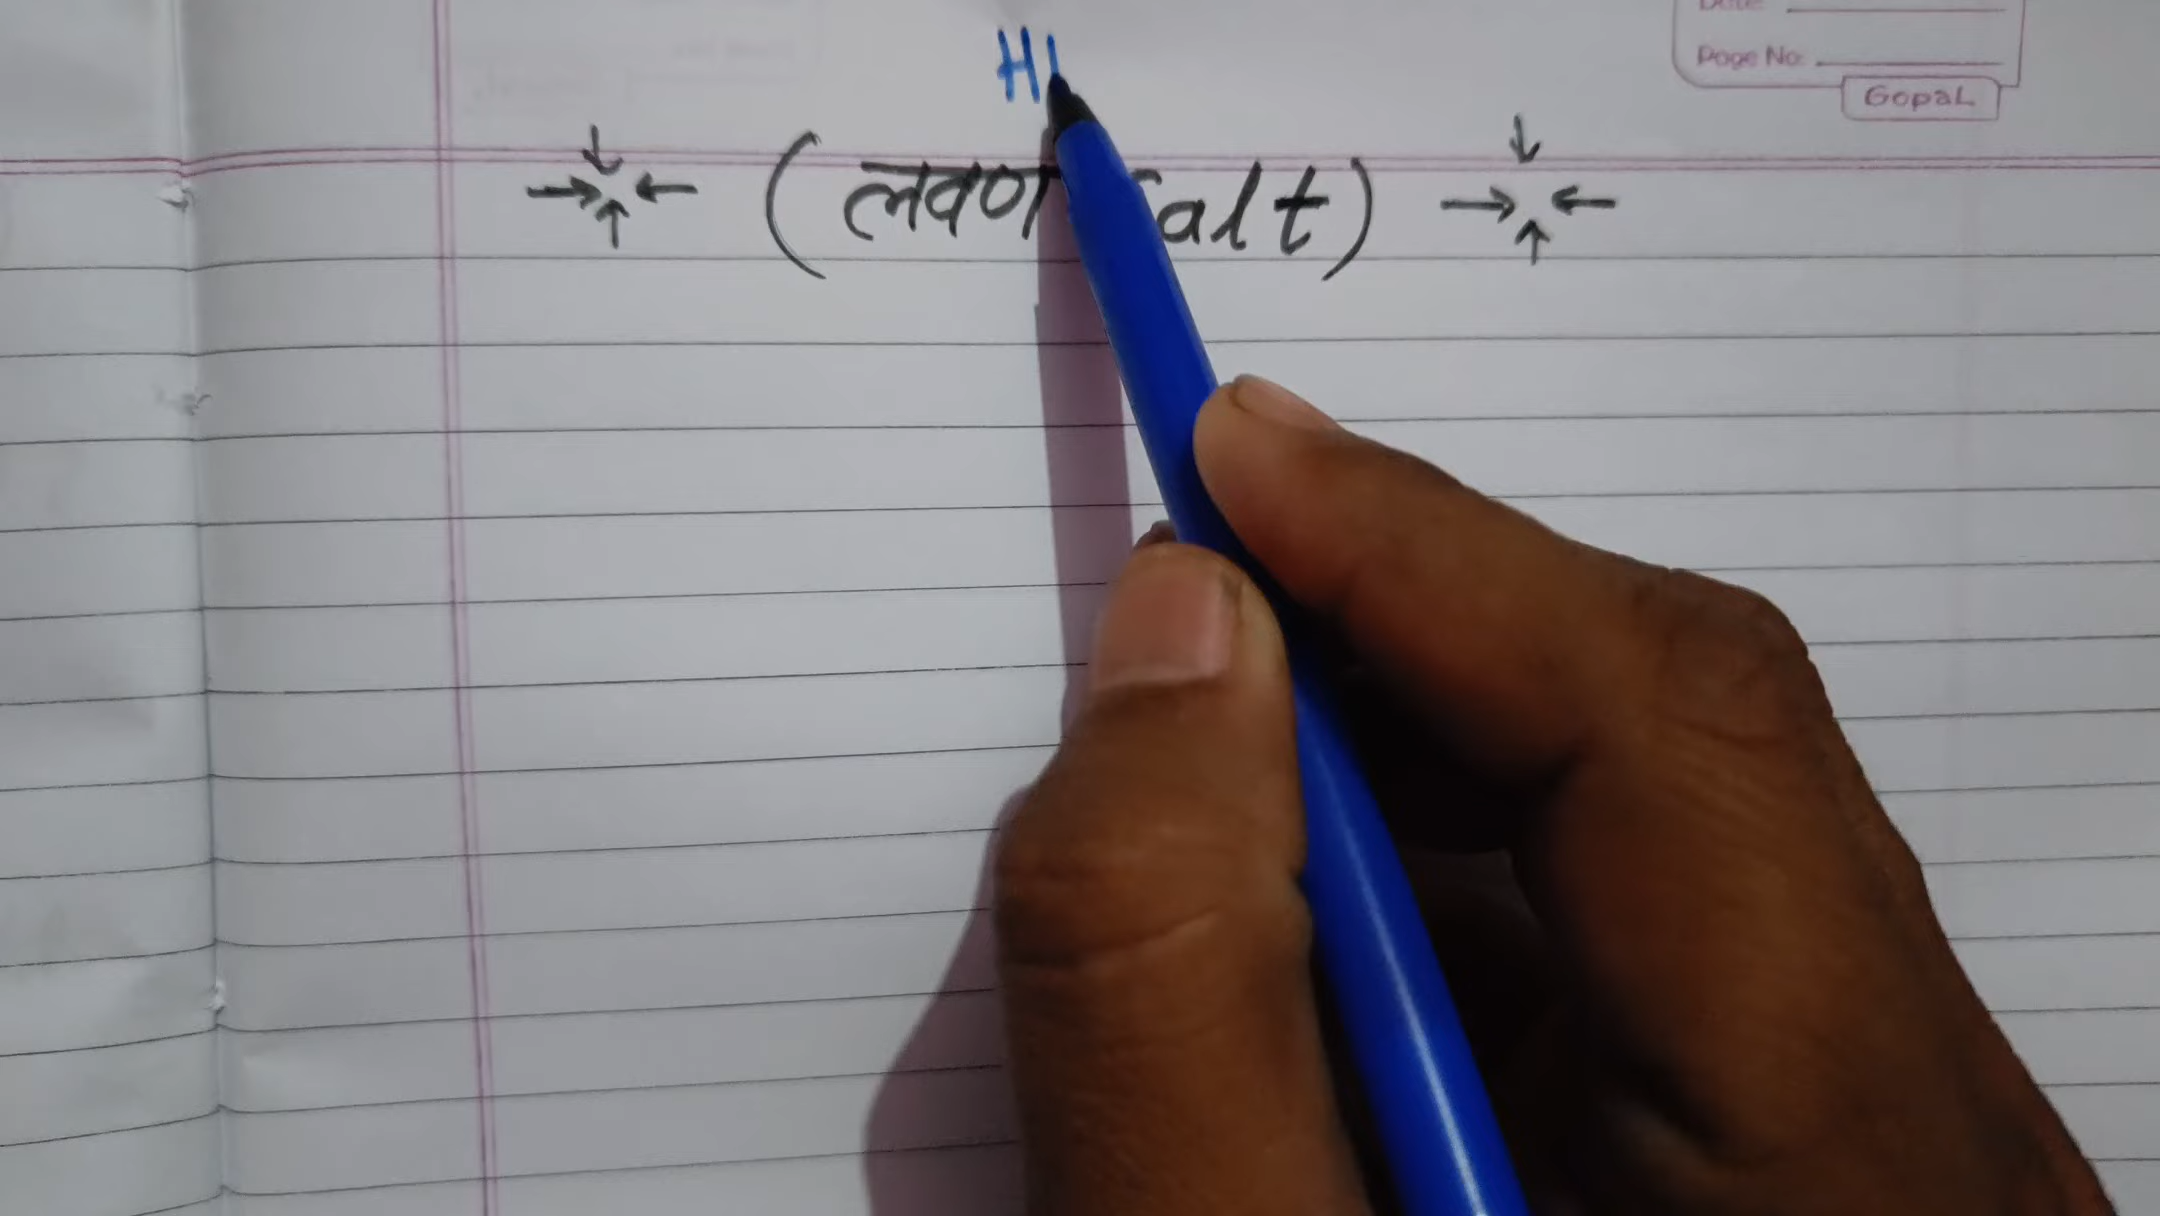 Date
Page No:
GopaL
H
(लवण alt)